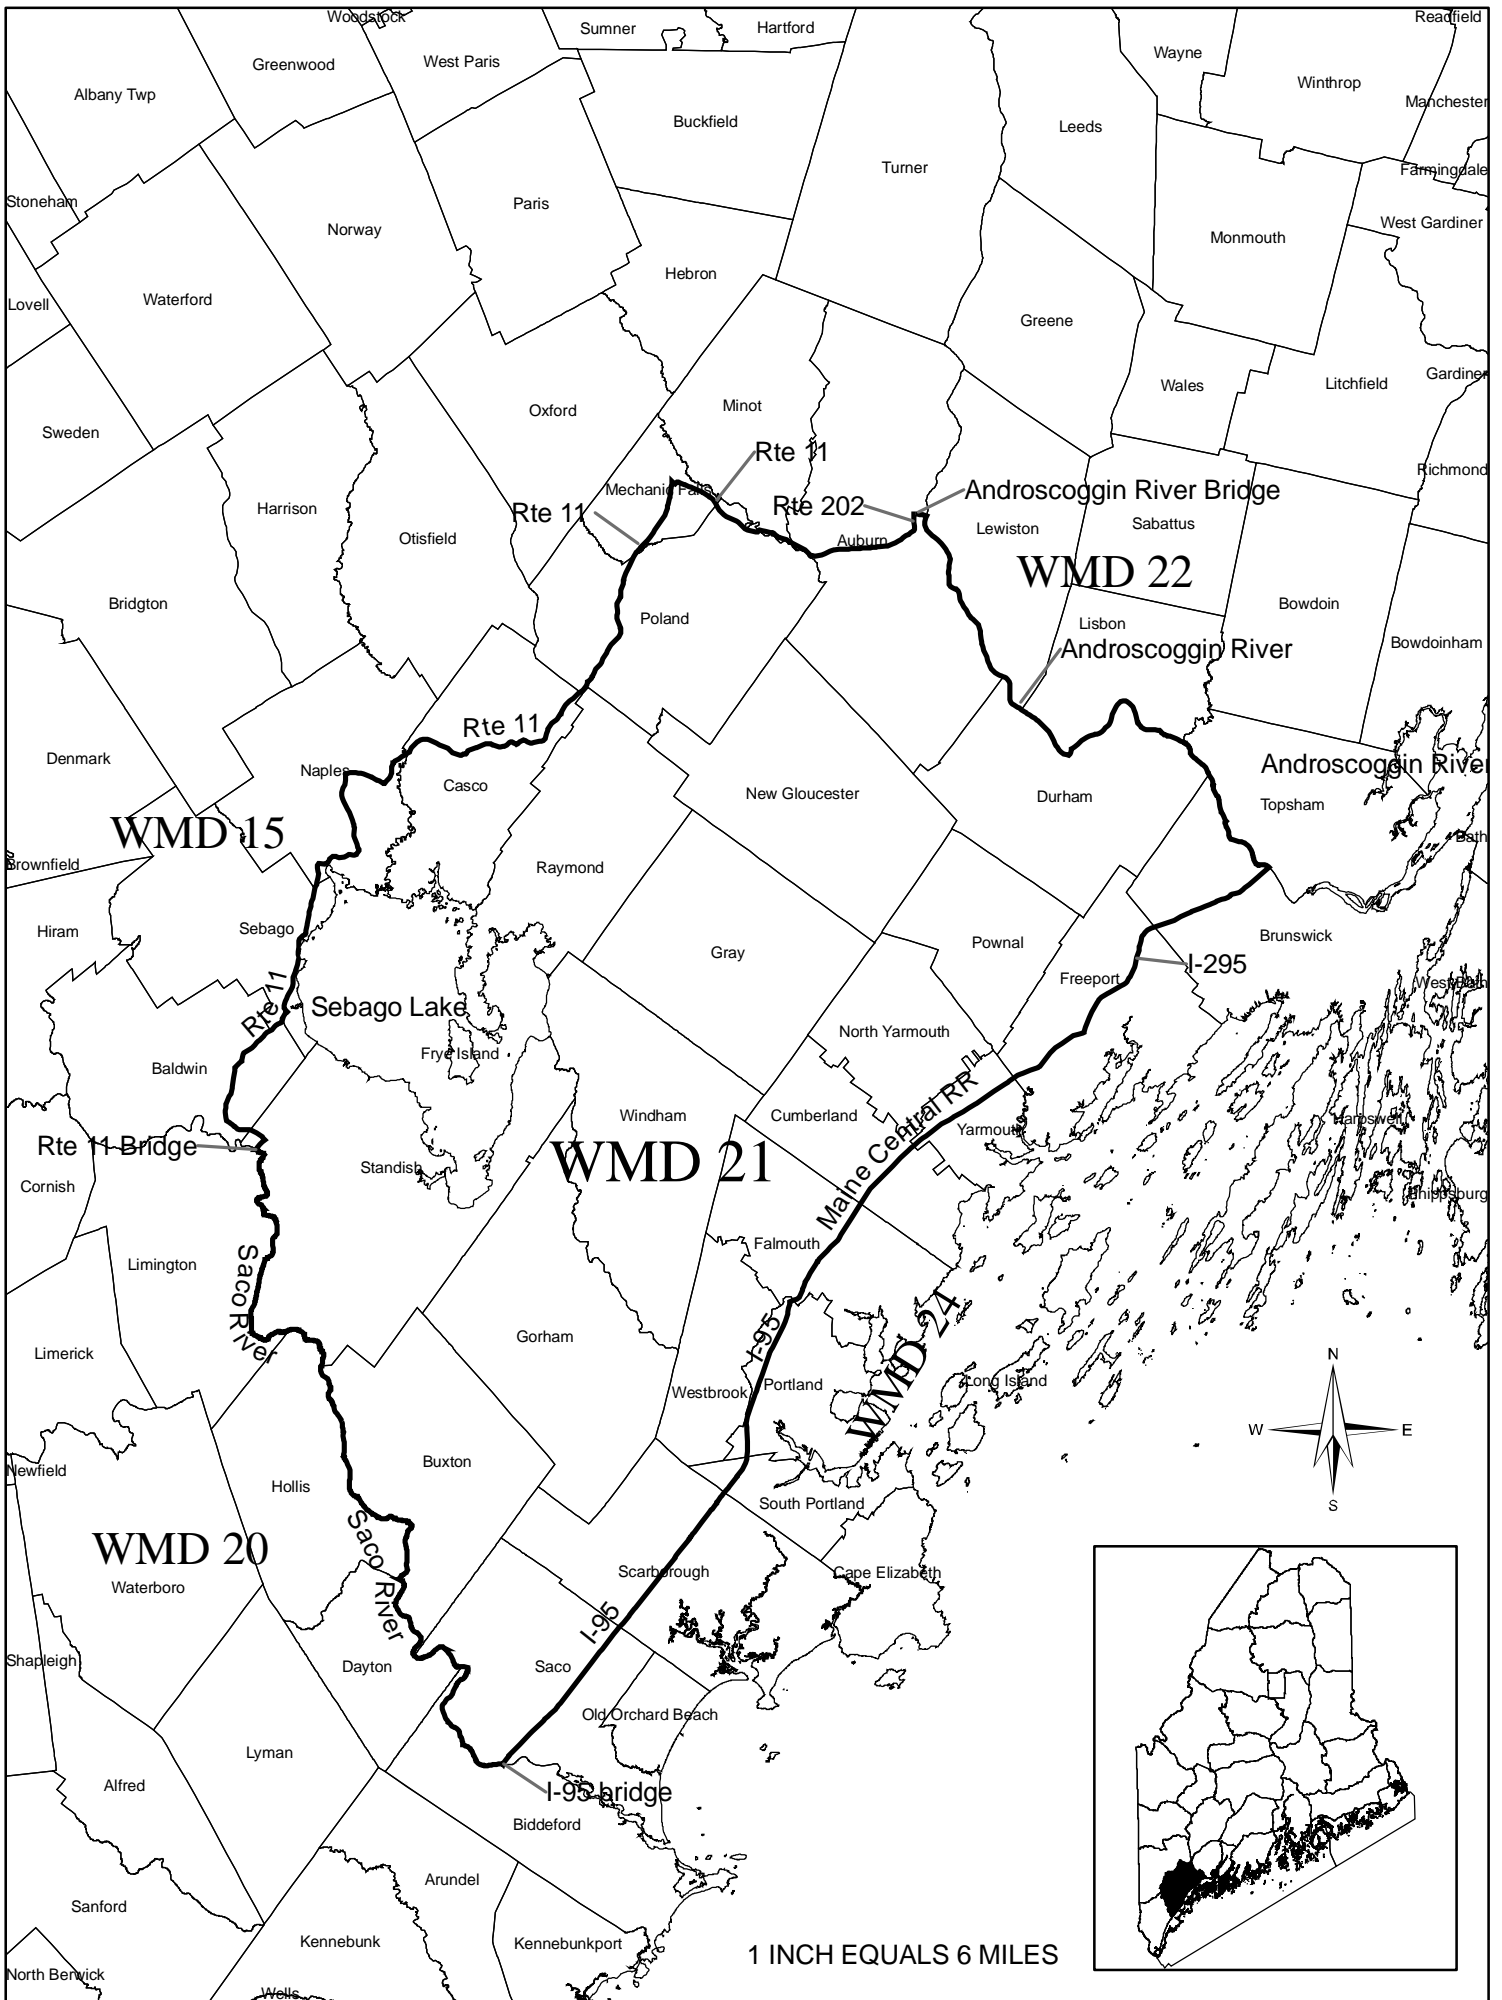 Woodstock
Sumner
Hartford
Readfield
Greenwood
West Paris
Wayne
Winthrop
Albany Twp
Manchester
Buckfield
Leeds
Turner
Farmingdale
Stoneham
Paris
Norway
West Gardiner
Monmouth
Hebron
Lovell
Waterford
Greene
Gardiner
Wales
Litchfield
Oxford
Minot
Sweden
Rte 11
Richmond
Mechanic Falls
Androscoggin River Bridge
Rte 202
Rte 11
Harrison
Lewiston
Sabattus
Otisfield
Auburn
WMD 22
Bridgton
Bowdoin
Poland
Lisbon
Bowdoinham
Androscoggin River
Rte 11
Denmark
Androscoggin River
Naples
Casco
New Gloucester
Durham
Topsham
WMD 15
Bath
Brownfield
Raymond
Hiram
Sebago
Brunswick
Pownal
Gray
I-295
Freeport
West Bath
Rte 11
Sebago Lake
North Yarmouth
Frye Island
Baldwin
Windham
Cumberland
Maine Central RR
Harpswell
Yarmouth
Rte 11 Bridge
WMD 21
Standish
Cornish
Phippsburg
Falmouth
Limington
Saco River
Gorham
I-95
WMD 24
Limerick
N
Portland
Long Island
Westbrook
W
E
Buxton
Newfield
Hollis
South Portland
S
Saco River
WMD 20
Scarborough
Cape Elizabeth
Waterboro
I-95
Shapleigh
Dayton
Saco
Old Orchard Beach
Lyman
Alfred
I-95 bridge
Biddeford
Arundel
Sanford
Kennebunk
Kennebunkport
1 INCH EQUALS 6 MILES
North Berwick
Wells